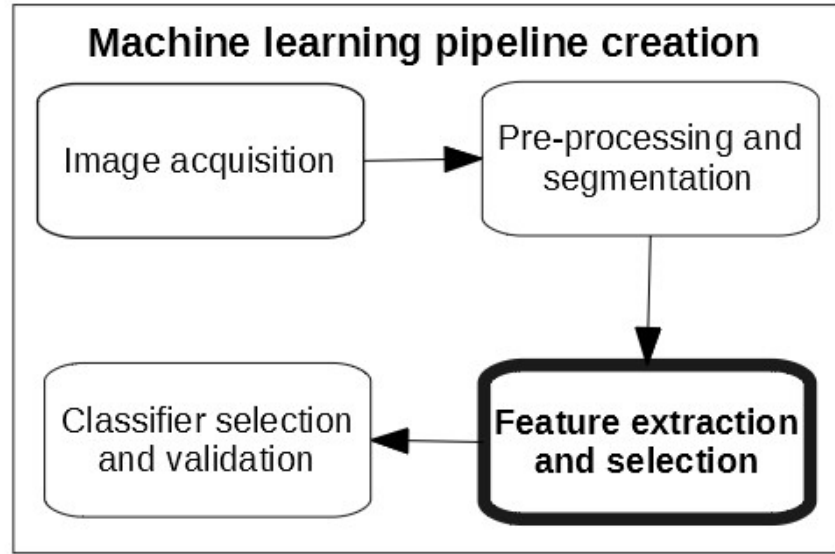 Machine learning pipeline creation
Image acquisition
Pre-processing and
segmentation
Feature extraction
and selection
Classifier selection
and validation